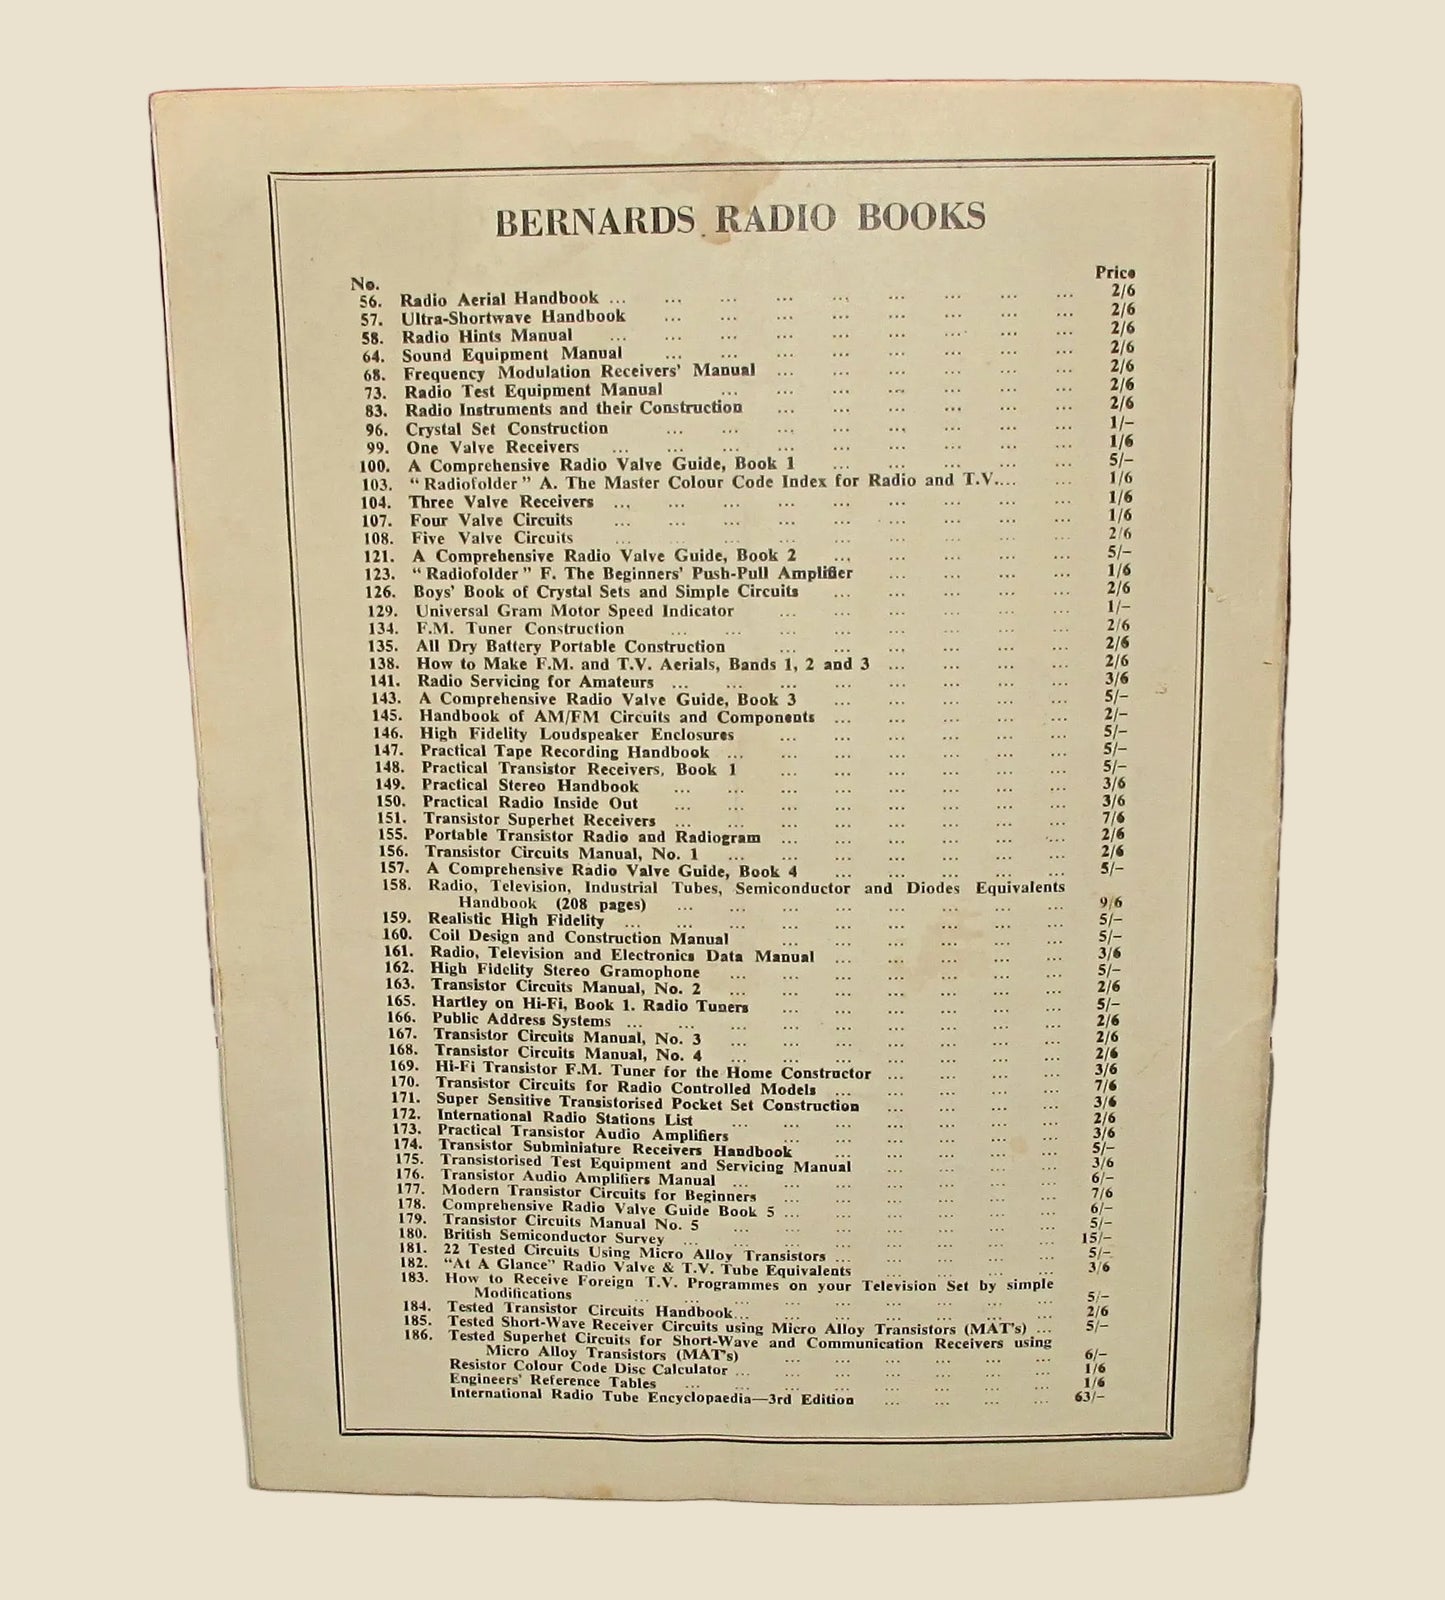 BERNARDS RADIO BOOKS
No. Price
56. Radio Aerial Handbook ... ... ... ... ... ... ... ... ... 2/6
57. Ultra-Shortwave Handbook ... ... ... ... ... ... ... ... 2/6
58. Radio Hints Manual ... ... ... ... ... ... ... ... ... 2/6
64. Sound Equipment Manual ... ... ... ... ... ... ... ... 2/6
68. Frequency Modulation Receivers' Manual ... ... ... ... ... ... 2/6
73. Radio Test Equipment Manual ... ... ... ... ... ... ... 2/6
83. Radio Instruments and their Construction ... ... ... ... ... ... 2/6
96. Crystal Set Construction ... ... ... ... ... ... ... ... 1/-
99. One Valve Receivers ... ... ... ... ... ... ... ... ... 1/6
100. A Comprehensive Radio Valve Guide, Book 1 ... ... ... ... ... 5/-
103. "Radiofolder" A. The Master Colour Code Index for Radio and T.V.... ... 1/6
104. Three Valve Receivers ... ... ... ... ... ... ... ... ... 1/6
107. Four Valve Circuits ... ... ... ... ... ... ... ... ... 1/6
108. Five Valve Circuits ... ... ... ... ... ... ... ... ... 2/6
121. A Comprehensive Radio Valve Guide, Book 2 ... ... ... ... ... 5/-
123. "Radiofolder" F. The Beginners' Push-Pull Amplifier ... ... ... ... 1/6
126. Boys' Book of Crystal Sets and Simple Circuits ... ... ... ... ... 2/6
129. Universal Gram Motor Speed Indicator ... ... ... ... ... ... 1/-
134. F.M. Tuner Construction ... ... ... ... ... ... ... ... 2/6
135. All Dry Battery Portable Construction ... ... ... ... ... ... 2/6
138. How to Make F.M. and T.V. Aerials, Bands 1, 2 and 3 ... ... ... ... 2/6
141. Radio Servicing for Amateurs ... ... ... ... ... ... ... ... 3/6
143. A Comprehensive Radio Valve Guide, Book 3 ... ... ... ... ... 5/-
145. Handbook of AM/FM Circuits and Components ... ... ... ... ... 2/-
146. High Fidelity Loudspeaker Enclosures ... ... ... ... ... ... 5/-
147. Practical Tape Recording Handbook ... ... ... ... ... ... ... 5/-
148. Practical Transistor Receivers, Book 1 ... ... ... ... ... ... 5/-
149. Practical Stereo Handbook ... ... ... ... ... ... ... ... 3/6
150. Practical Radio Inside Out ... ... ... ... ... ... ... ... 3/6
151. Transistor Superhet Receivers ... ... ... ... ... ... ... ... 7/6
155. Portable Transistor Radio and Radiogram ... ... ... ... ... ... 2/6
156. Transistor Circuits Manual, No. 1 ... ... ... ... ... ... ... 2/6
157. A Comprehensive Radio Valve Guide, Book 4 ... ... ... ... ... 5/-
158. Radio, Television, Industrial Tubes, Semiconductor and Diodes Equivalents
Handbook (208 pages) ... ... ... ... ... ... ... ... 9/6
159. Realistic High Fidelity ... ... ... ... ... ... ... ... ... 5/-
160. Coil Design and Construction Manual ... ... ... ... ... ... 5/-
161. Radio, Television and Electronics Data Manual ... ... ... ... ... 3/6
162. High Fidelity Stereo Gramophone ... ... ... ... ... ... ... 5/-
163. Transistor Circuits Manual, No. 2 ... ... ... ... ... ... ... 2/6
165. Hartley on Hi-Fi, Book 1. Radio Tuners ... ... ... ... ... ... 5/-
166. Public Address Systems ... ... ... ... ... ... ... ... ... 2/6
167. Transistor Circuits Manual, No. 3 ... ... ... ... ... ... ... 2/6
168. Transistor Circuits Manual, No. 4 ... ... ... ... ... ... ... 2/6
169. Hi-Fi Transistor F.M. Tuner for the Home Constructor ... ... ... ... 3/6
170. Transistor Circuits for Radio Controlled Models ... ... ... ... ... 7/6
171. Super Sensitive Transistorised Pocket Set Construction ... ... ... ... 3/6
172. International Radio Stations List ... ... ... ... ... ... ... 2/6
173. Practical Transistor Audio Amplifiers ... ... ... ... ... ... 3/6
174. Transistor Subminiature Receivers Handbook ... ... ... ... ... 5/-
175. Transistorised Test Equipment and Servicing Manual ... ... ... ... 3/6
176. Transistor Audio Amplifiers Manual ... ... ... ... ... ... ... 6/-
177. Modern Transistor Circuits for Beginners ... ... ... ... ... ... 7/6
178. Comprehensive Radio Valve Guide Book 5 ... ... ... ... ... ... 6/-
179. Transistor Circuits Manual No. 5 ... ... ... ... ... ... ... 5/-
180. British Semiconductor Survey ... ... ... ... ... ... ... ... 15/-
181. 22 Tested Circuits Using Micro Alloy Transistors ... ... ... ... ... 5/-
182. "At A Glance" Radio Valve & T.V. Tube Equivalents ... ... ... ... 3/6
183. How to Receive Foreign T.V. Programmes on your Television Set by simple
Modifications ... ... ... ... ... ... ... ... ... 5/-
184. Tested Transistor Circuits Handbook... ... ... ... ... ... ... 2/6
185. Tested Short-Wave Receiver Circuits using Micro Alloy Transistors (MAT's) ... 5/-
186. Tested Superhet Circuits for Short-Wave and Communication Receivers using
Micro Alloy Transistors (MAT's) ... ... ... ... ... ... 6/-
Resistor Colour Code Disc Calculator ... ... ... ... ... ... ... 1/6
Engineers' Reference Tables ... ... ... ... ... ... ... ... 1/6
International Radio Tube Encyclopaedia—3rd Edition ... ... ... ... 63/-